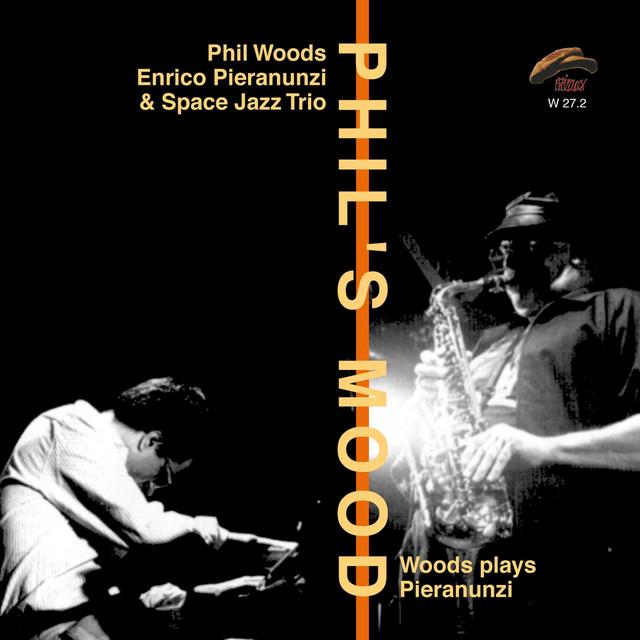 Phil Woods
Enrico Pieranunzi
& Space Jazz Trio
PHIL'S MOOD
W 27.2
Woods plays
Pieranunzi